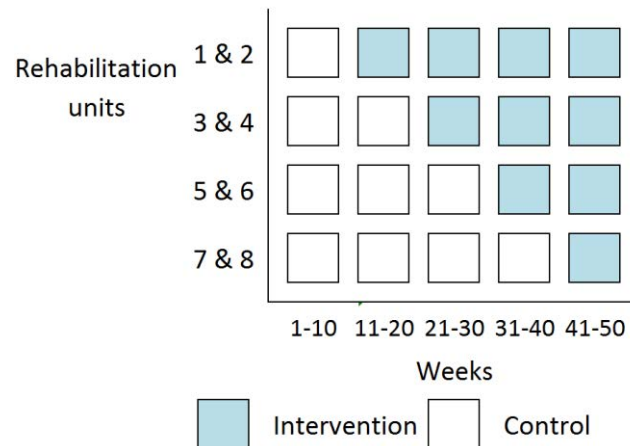 Rehabilitation
units
1 & 2
3 & 4
5 & 6
7 & 8
1-10 11-20 21-30 31-40 41-50
Weeks
Intervention Control